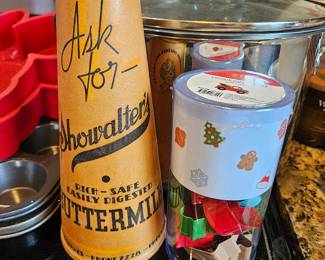 Ask
for-
Showalter's
RICH - SAFE
EASILY DIGESTED
BUTTERMILK